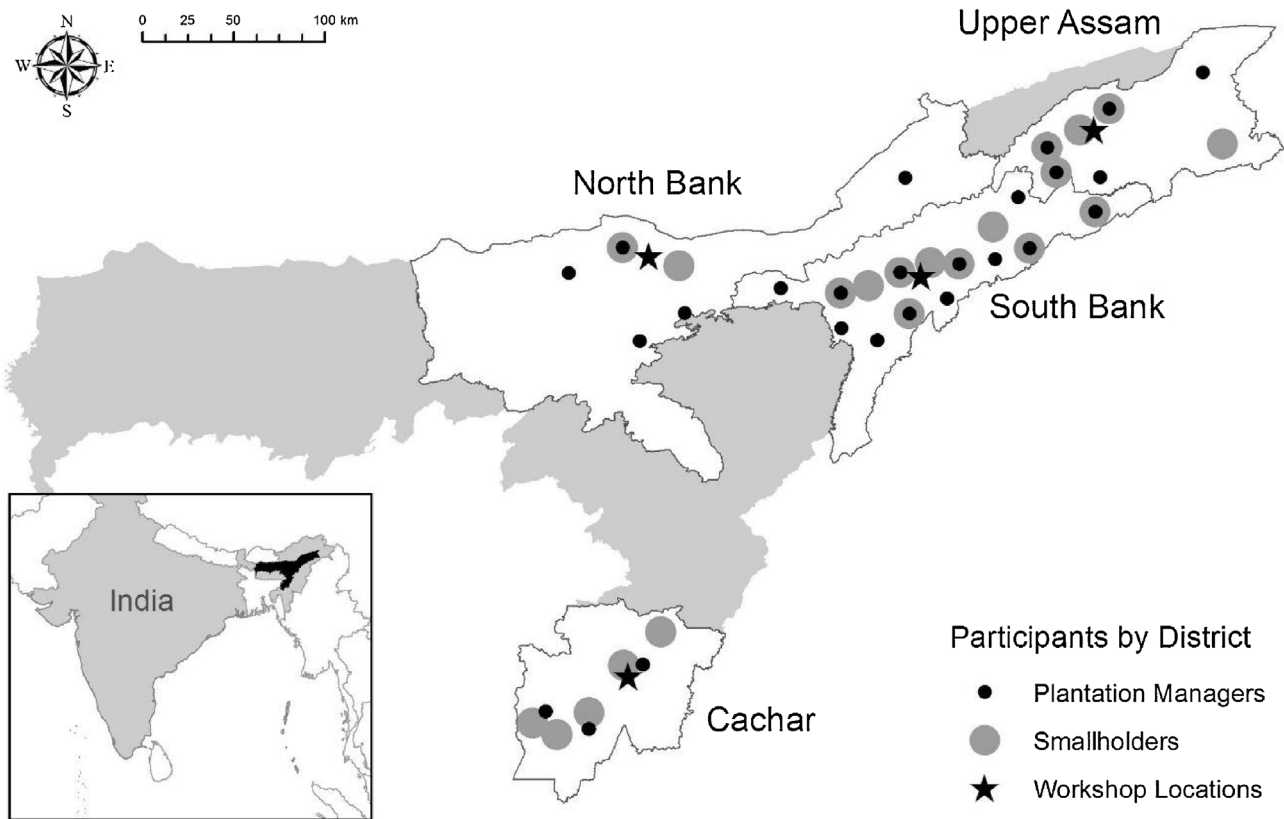 N
W E
S
0 25 50 100 km
Upper Assam
North Bank
South Bank
Cachar
India
Participants by District
Plantation Managers
Smallholders
Workshop Locations